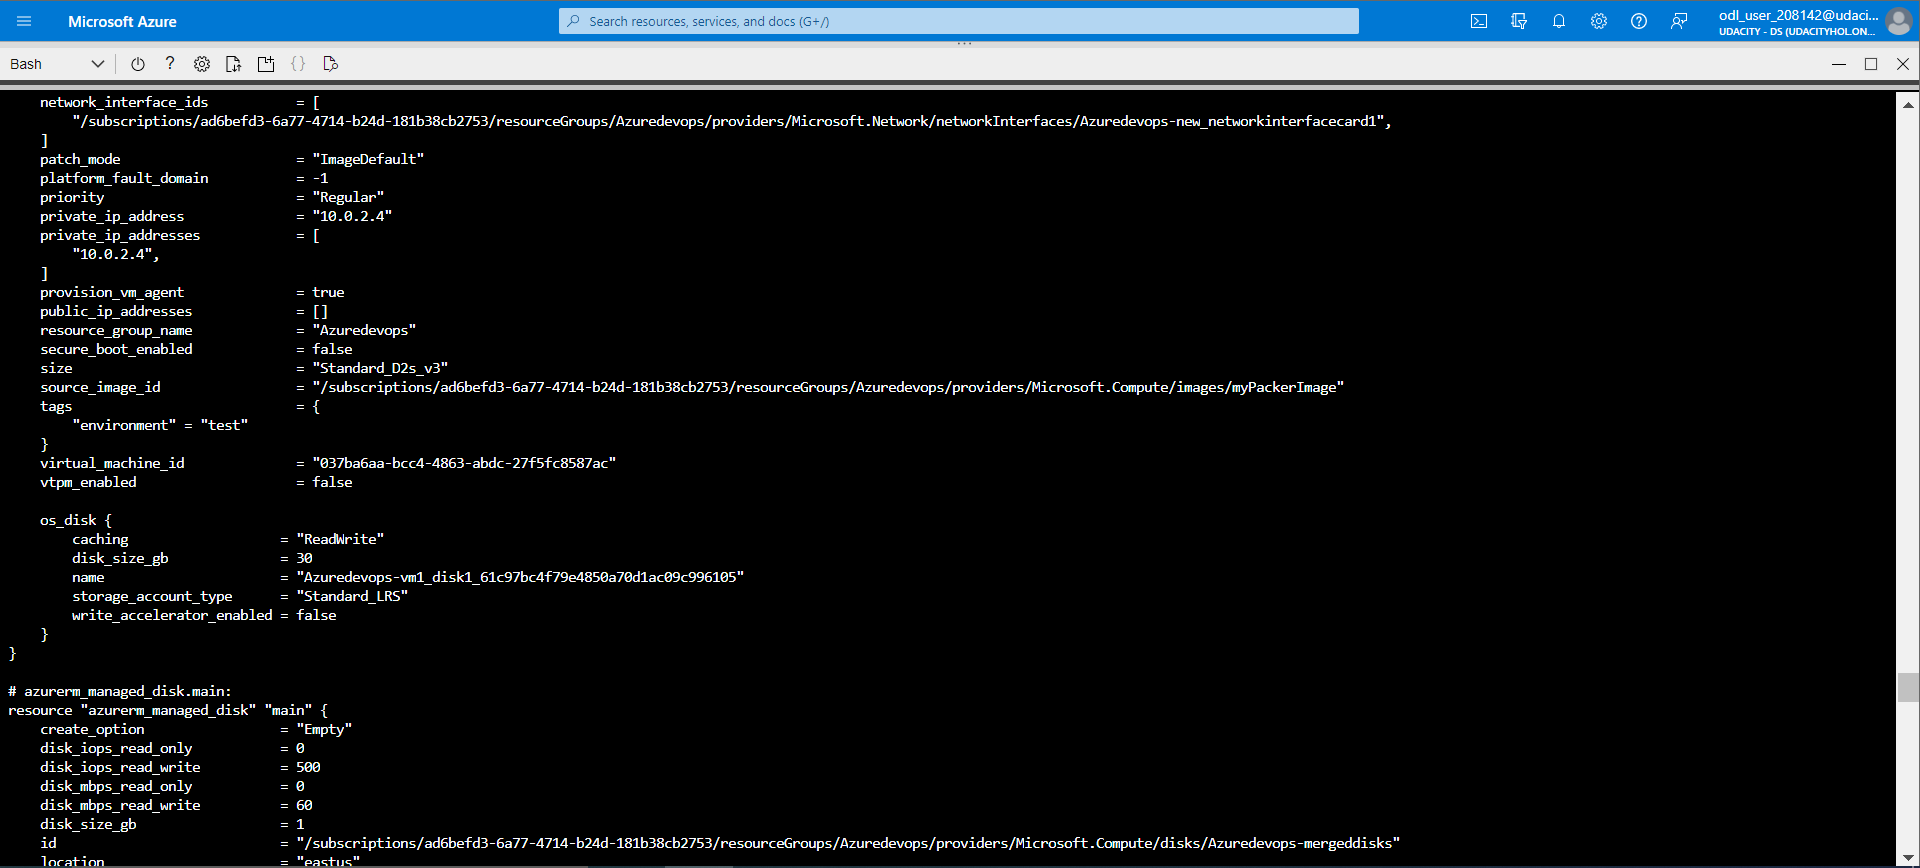 Microsoft Azure
Search resources, services, and docs (G+/)
odl_user_208142@udaci...
UDACITY - DS (UDACITYHOL.ON...
Bash
network_interface_ids = [
"/subscriptions/ad6befd3-6a77-4714-b24d-181b38cb2753/resourceGroups/Azuredevops/providers/Microsoft.Network/networkInterfaces/Azuredevops-new_networkinterfacecard1",
]
patch_mode = "ImageDefault"
platform_fault_domain = -1
priority = "Regular"
private_ip_address = "10.0.2.4"
private_ip_addresses = [
"10.0.2.4",
]
provision_vm_agent = true
public_ip_addresses = []
resource_group_name = "Azuredevops"
secure_boot_enabled = false
size = "Standard_D2s_v3"
source_image_id = "/subscriptions/ad6befd3-6a77-4714-b24d-181b38cb2753/resourceGroups/Azuredevops/providers/Microsoft.Compute/images/myPackerImage"
tags = {
"environment" = "test"
}
virtual_machine_id = "037ba6aa-bcc4-4863-abdc-27f5fc8587ac"
vtpm_enabled = false
os_disk {
caching = "ReadWrite"
disk_size_gb = 30
name = "Azuredevops-vm1_disk1_61c97bc4f79e4850a70d1ac09c996105"
storage_account_type = "Standard_LRS"
write_accelerator_enabled = false
}
}
# azurerm_managed_disk.main:
resource "azurerm_managed_disk" "main" {
create_option = "Empty"
disk_iops_read_only = 0
disk_iops_read_write = 500
disk_mbps_read_only = 0
disk_mbps_read_write = 60
disk_size_gb = 1
id = "/subscriptions/ad6befd3-6a77-4714-b24d-181b38cb2753/resourceGroups/Azuredevops/providers/Microsoft.Compute/disks/Azuredevops-mergeddisks"
location = "eastus"